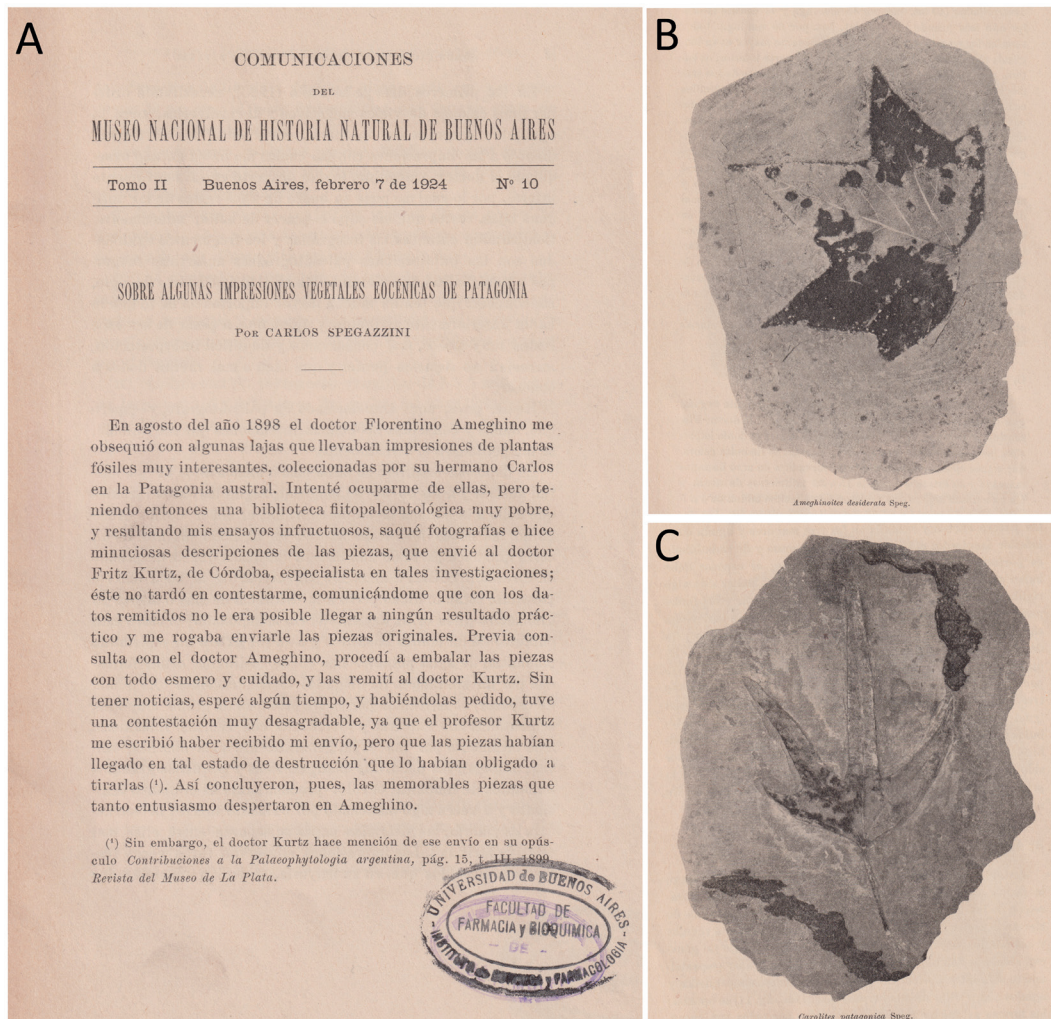 A
COMUNICACIONES
DEL
MUSEO NACIONAL DE HISTORIA NATURAL DE BUENOS AIRES
Tomo II Buenos Aires, febrero 7 de 1924 Nº 10
SOBRE ALGUNAS IMPRESIONES VEGETALES EOCÉNICAS DE PATAGONIA
POR CARLOS SPEGAZZINI
En agosto del año 1898 el doctor Florentino Ameghino me
obsequió con algunas lajas que llevaban impresiones de plantas
fósiles muy interesantes, coleccionadas por su hermano Carlos
en la Patagonia austral. Intenté ocuparme de ellas, pero te-
niendo entonces una biblioteca fiitopaleontológica muy pobre,
y resultando mis ensayos infructuosos, saqué fotografías e hice
minuciosas descripciones de las piezas, que envié al doctor
Fritz Kurtz, de Córdoba, especialista en tales investigaciones;
éste no tardó en contestarme, comunicándome que con los da-
tos remitidos no le era posible llegar a ningún resultado prác-
tico y me rogaba enviarle las piezas originales. Previa con-
sulta con el doctor Ameghino, procedí a embalar las piezas
con todo esmero y cuidado, y las remití al doctor Kurtz. Sin
tener noticias, esperé algún tiempo, y habiéndolas pedido, tuve
una contestación muy desagradable, ya que el profesor Kurtz
me escribió haber recibido mi envío, pero que las piezas habían
llegado en tal estado de destrucción que lo habían obligado a
tirarlas (¹). Así concluyeron, pues, las memorables piezas que
tanto entusiasmo despertaron en Ameghino.
(¹) Sin embargo, el doctor Kurtz hace mención de ese envío en su opús-
culo Contribuciones a la Palaeophytologia argentina, pág. 15, t. III. 1899,
Revista del Museo de La Plata.
UNIVERSIDAD de BUENOS AIRES
FACULTAD DE
FARMACIA y BIOQUIMICA
- DE -
y FARMACOLOGIA
B
Ameghinoites desiderata Speg.
C
Carolites patagonica Speg.